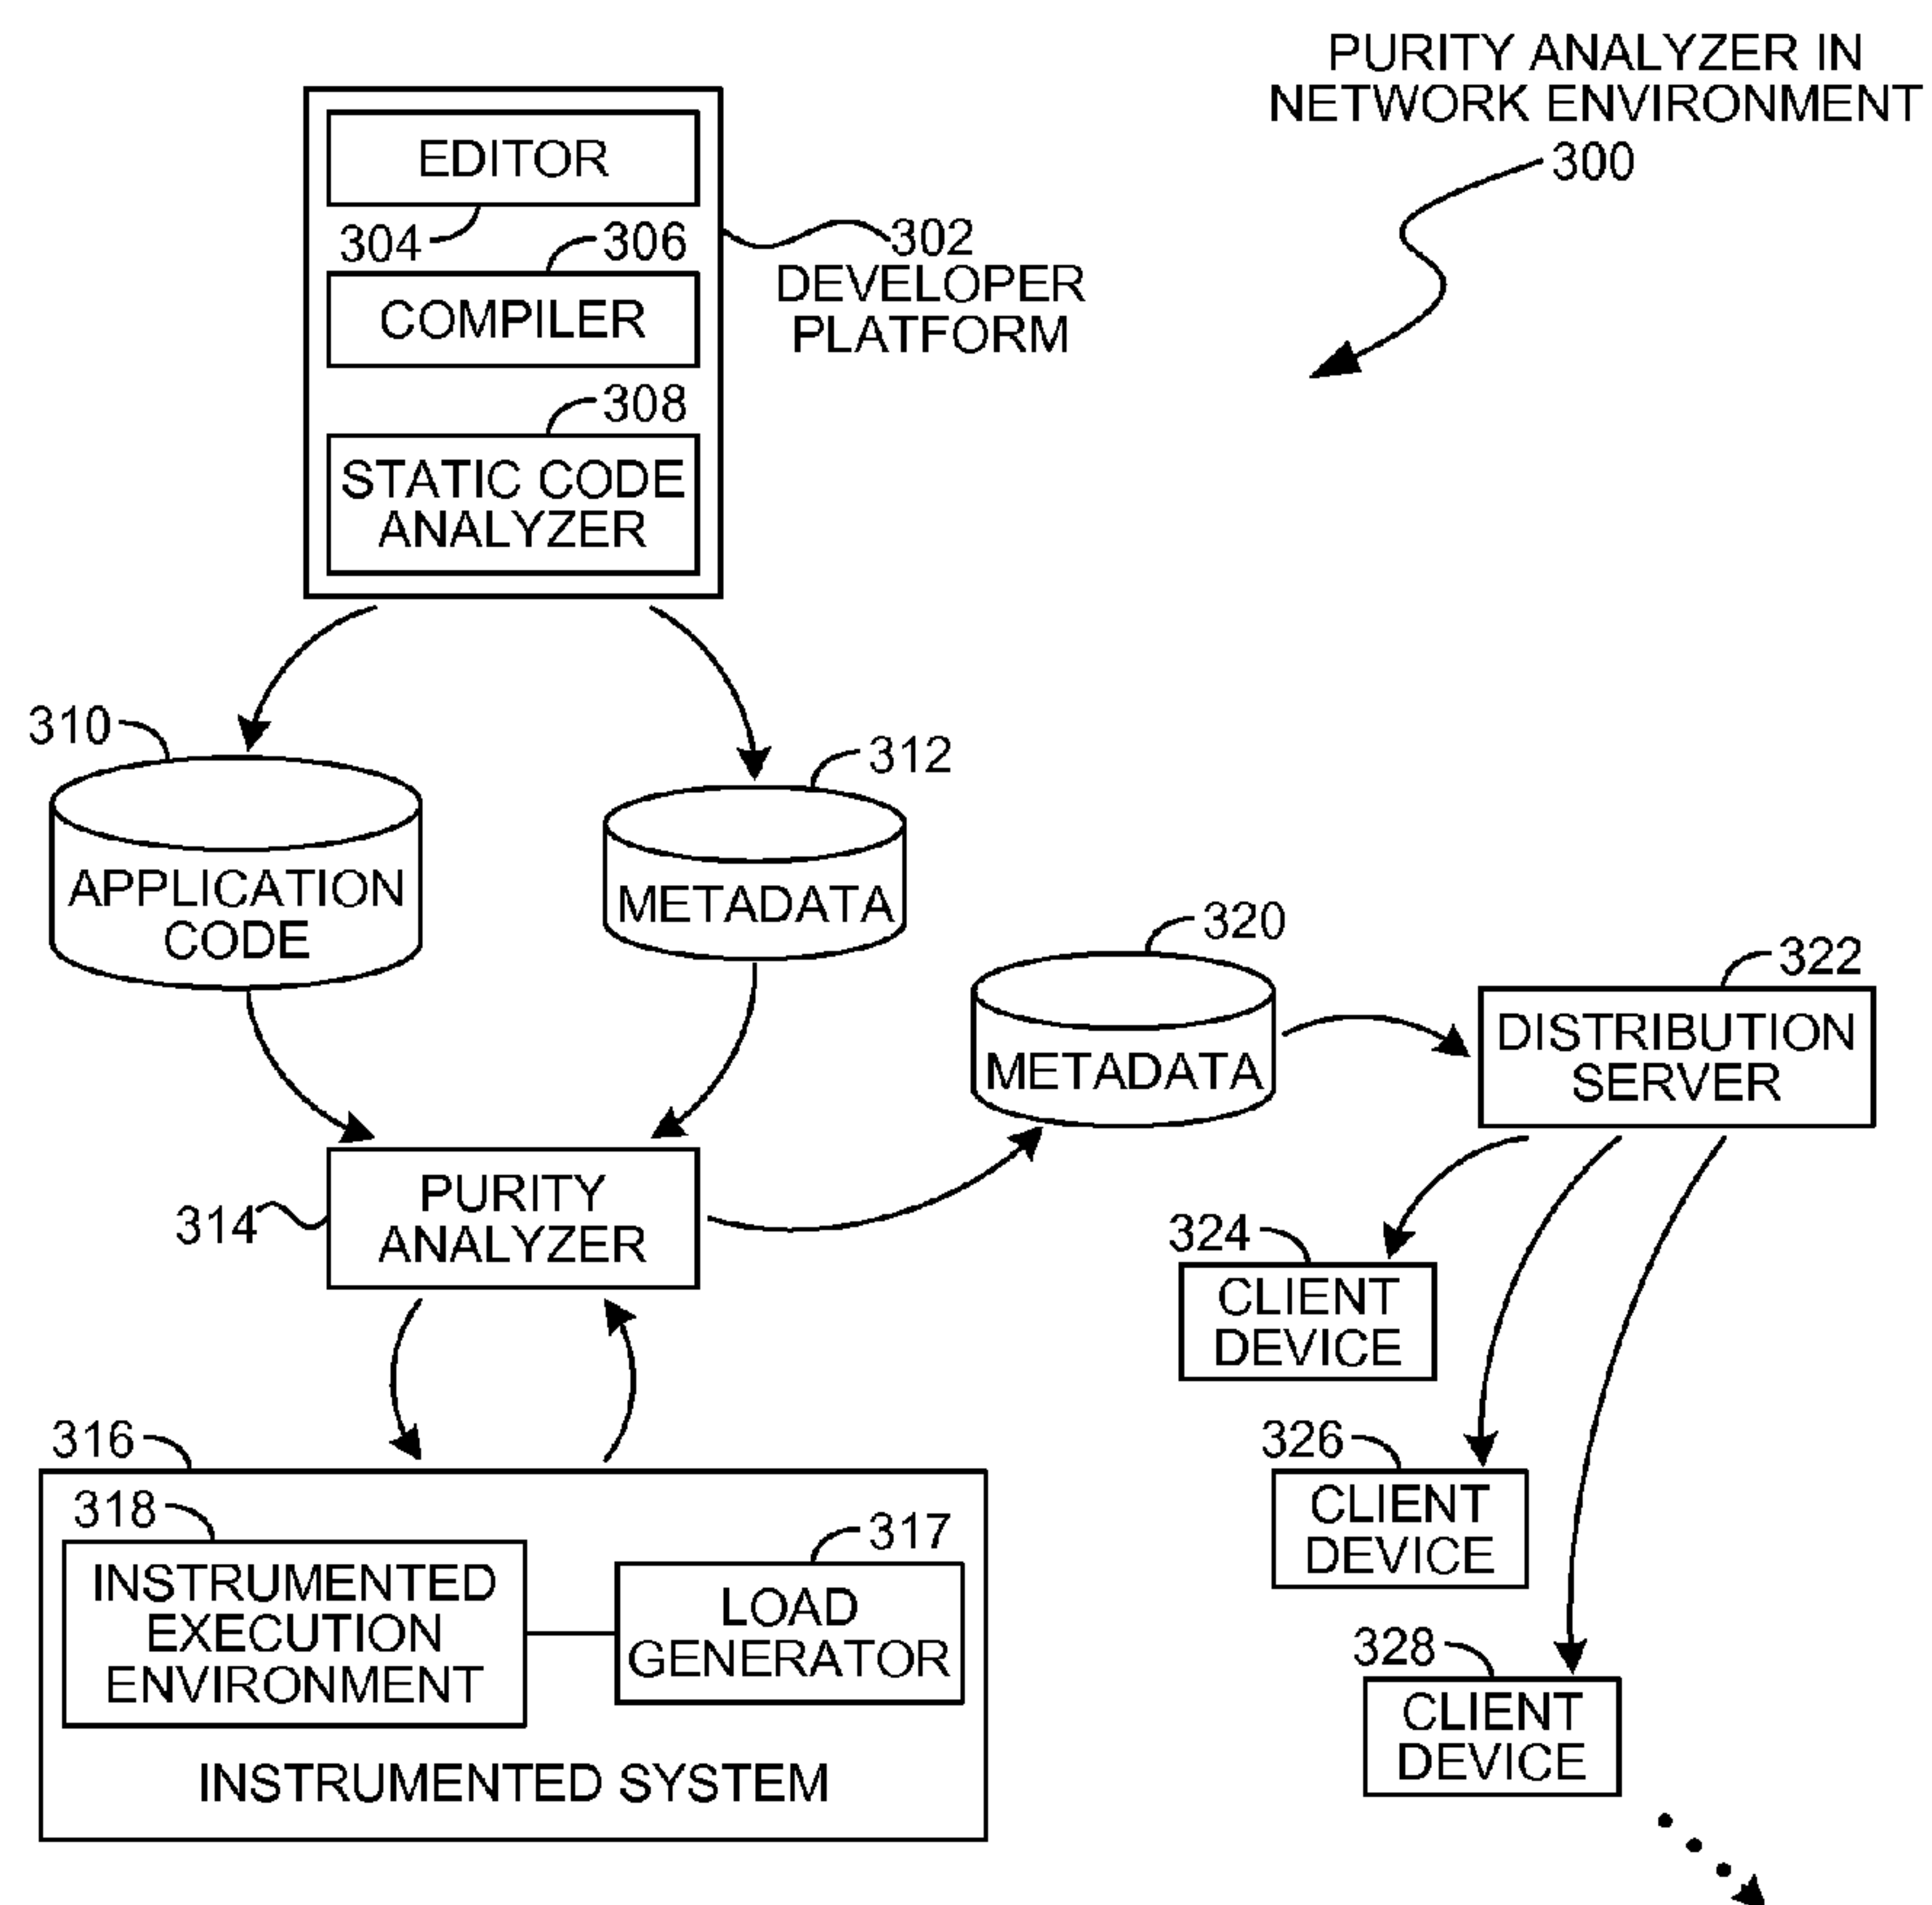 PURITY ANALYZER IN
NETWORK ENVIRONMENT
300
EDITOR
304
306
302
DEVELOPER
PLATFORM
COMPILER
308
STATIC CODE
ANALYZER
310
312
APPLICATION
CODE
METADATA
320
322
METADATA
DISTRIBUTION
SERVER
314
PURITY
ANALYZER
324
CLIENT
DEVICE
316
326
CLIENT
DEVICE
318
317
INSTRUMENTED
EXECUTION
ENVIRONMENT
LOAD
GENERATOR
328
CLIENT
DEVICE
INSTRUMENTED SYSTEM